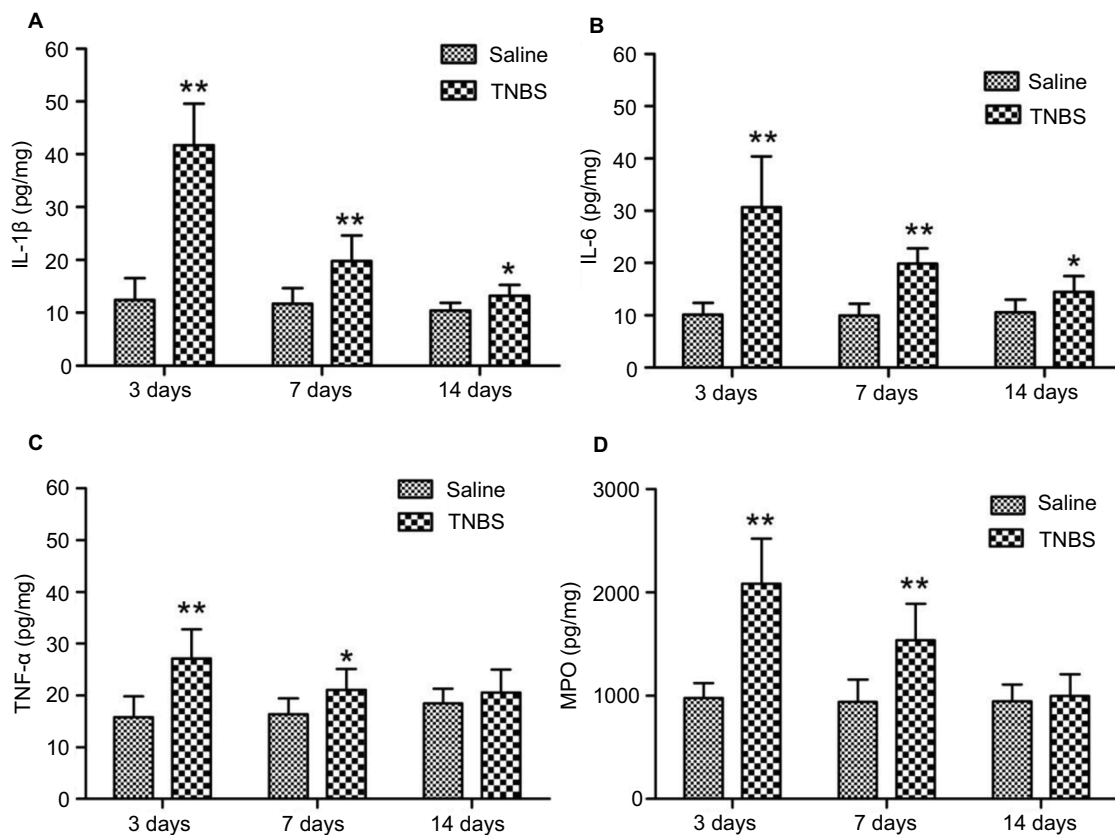 A
60
50
40
30
20
10
0
IL-1β (pg/mg)
Saline
TNBS
**
**
*
3 days
7 days
14 days
B
60
50
40
30
20
10
0
IL-6 (pg/mg)
Saline
TNBS
**
**
*
3 days
7 days
14 days
C
60
50
40
30
20
10
0
TNF-α (pg/mg)
Saline
TNBS
**
*
3 days
7 days
14 days
D
3000
2000
1000
0
MPO (pg/mg)
Saline
TNBS
**
**
3 days
7 days
14 days